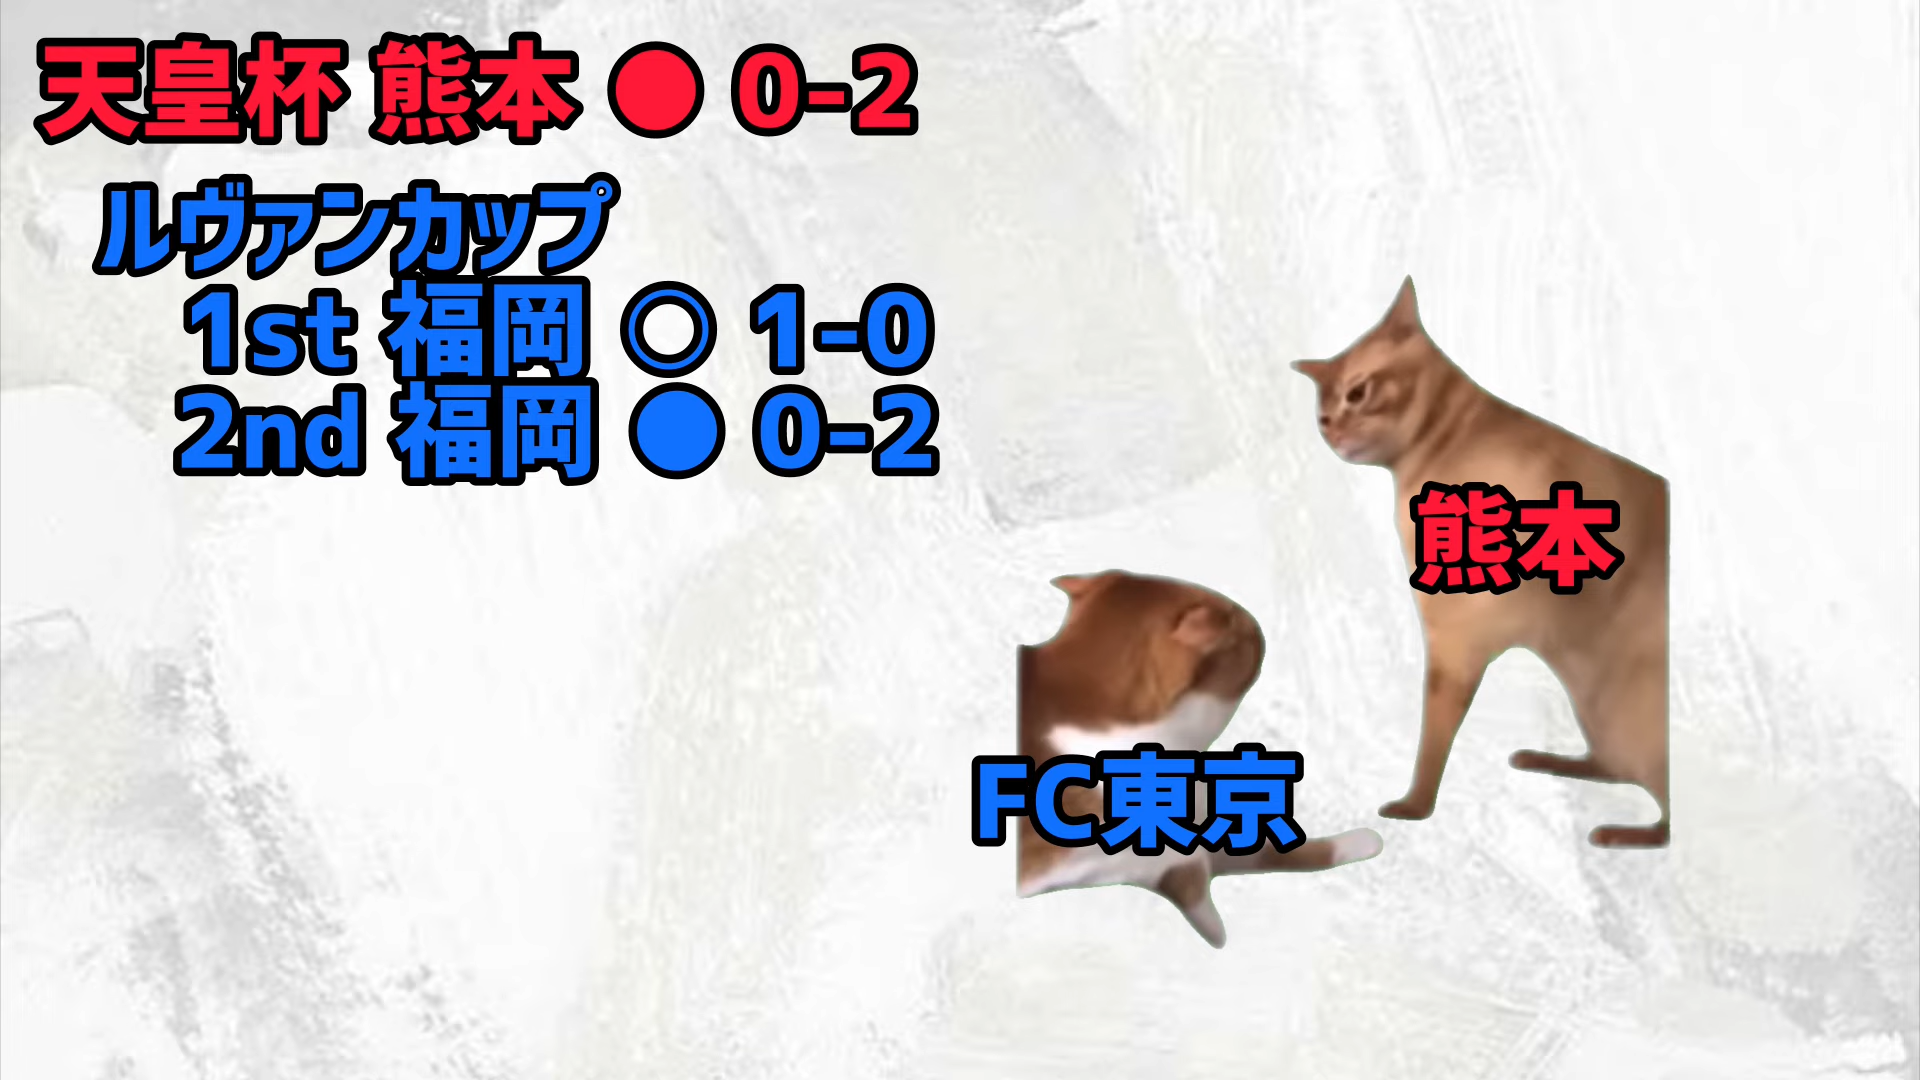 天皇杯 熊本 ● 0-2
ルヴァンカップ
1st 福岡 ◎ 1-0
2nd 福岡 ● 0-2
熊本
FC東京